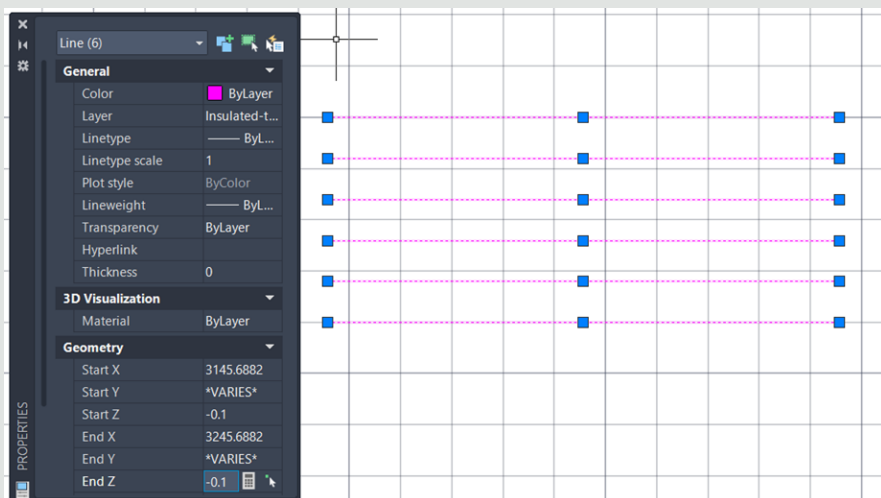 Line (6)
General
Color ByLayer
Layer Insulated-t...
Linetype ByL...
Linetype scale 1
Plot style ByColor
Lineweight ByL...
Transparency ByLayer
Hyperlink
Thickness 0
3D Visualization
Material ByLayer
Geometry
Start X 3145.6882
Start Y *VARIES*
Start Z -0.1
End X 3245.6882
End Y *VARIES*
End Z -0.1
PROPERTIES